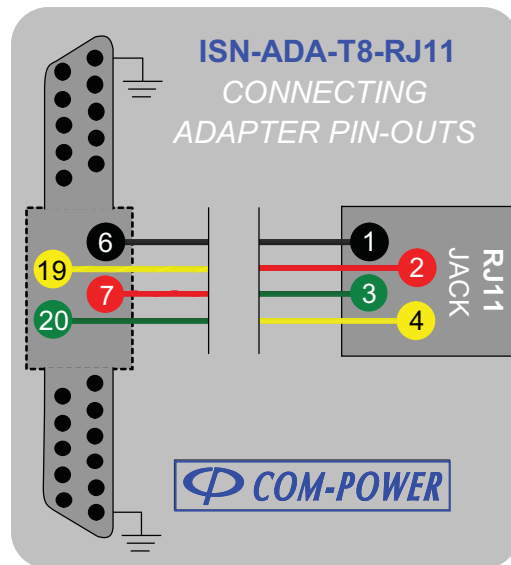 ISN-ADA-T8-RJ11
CONNECTING
ADAPTER PIN-OUTS
6
19
7
20
1
2
3
4
RJ11
JACK
COM-POWER